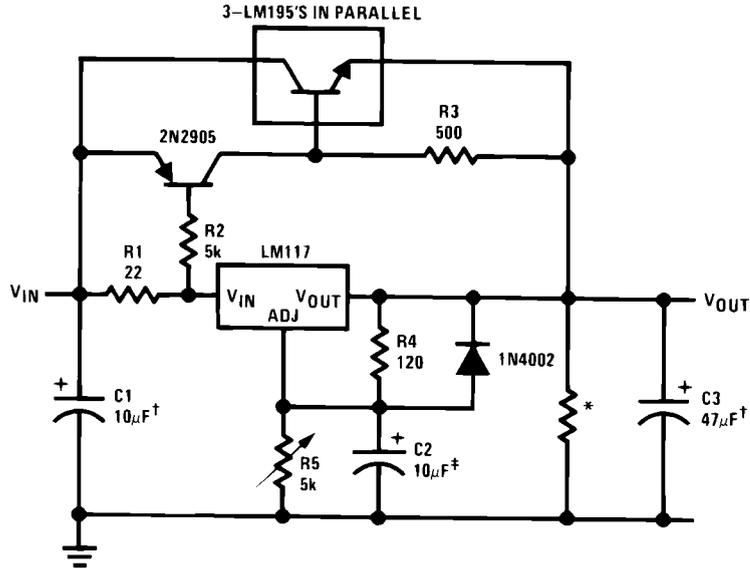 3–LM195'S IN PARALLEL
R3
500
2N2905
R2
5k
R1
22
LM117
VIN
VIN
VOUT
ADJ
VOUT
R4
120
1N4002
*
C1
10µF†
C2
10µF‡
C3
47µF†
R5
5k